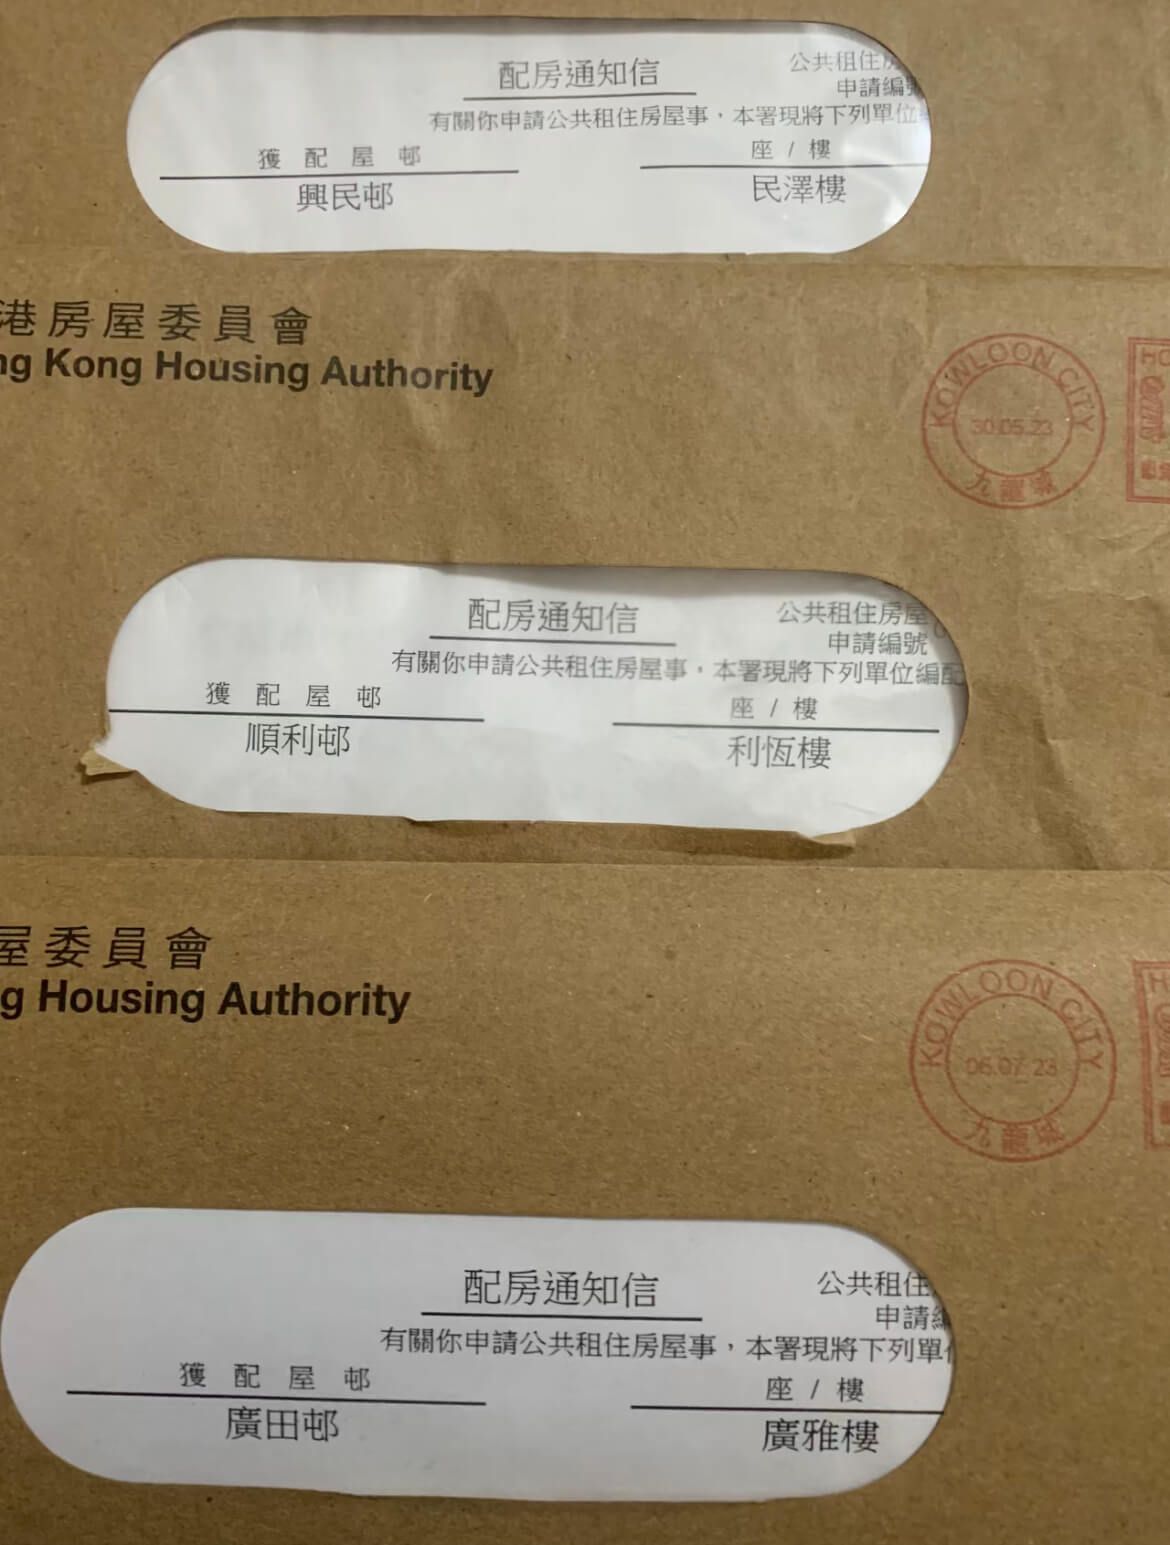 配房通知信
公共租住房
申請編號
有關你申請公共租住房屋事，本署現將下列單位
獲配屋邨
座 / 樓
興民邨
民澤樓
港房屋委員會
ng Kong Housing Authority
KOWLOON CITY
30.05.23
九龍城
HO
配房通知信
公共租住房屋
申請編號
有關你申請公共租住房屋事，本署現將下列單位編配
獲配屋邨
座 / 樓
順利邨
利恆樓
屋委員會
g Housing Authority
KOWLOON CITY
06.07.23
九龍城
H
配房通知信
公共租住
申請編
有關你申請公共租住房屋事，本署現將下列單位
獲配屋邨
座 / 樓
廣田邨
廣雅樓